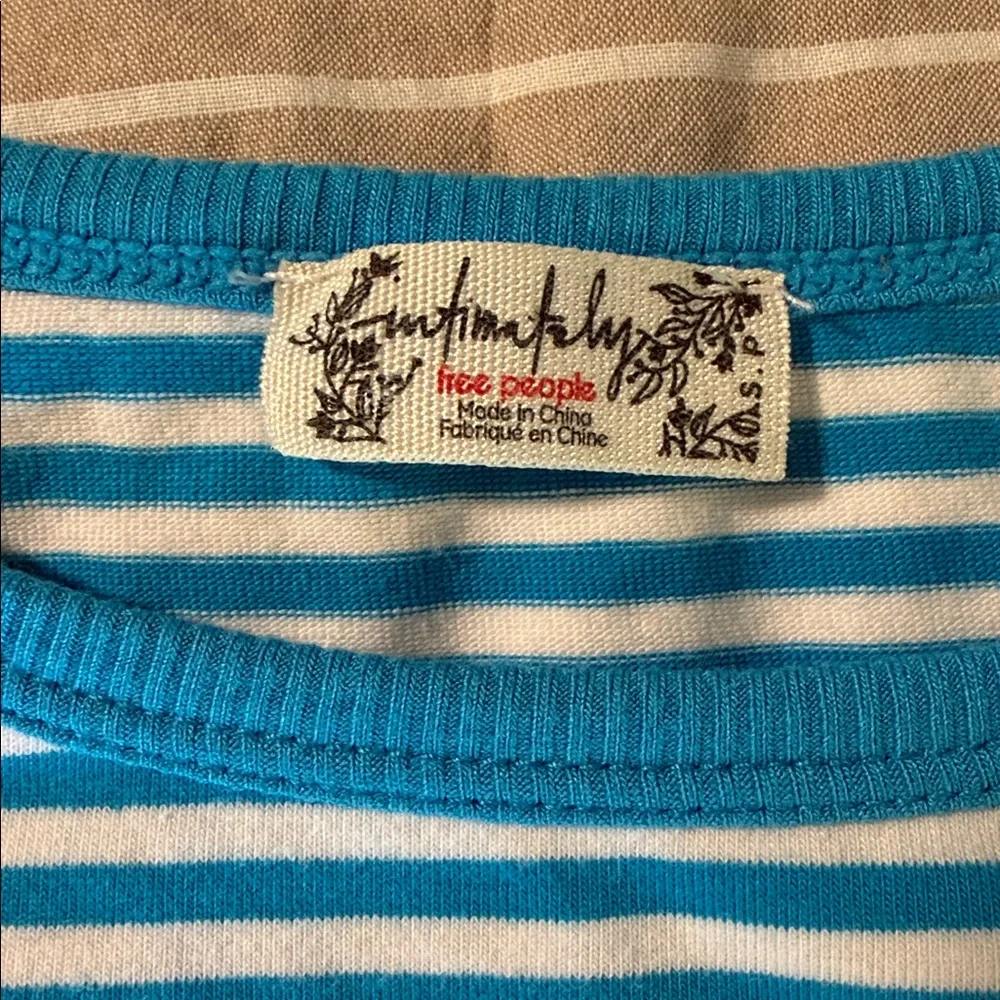 intimately
free people
Made In China
Fabriqué en Chine
S.P.